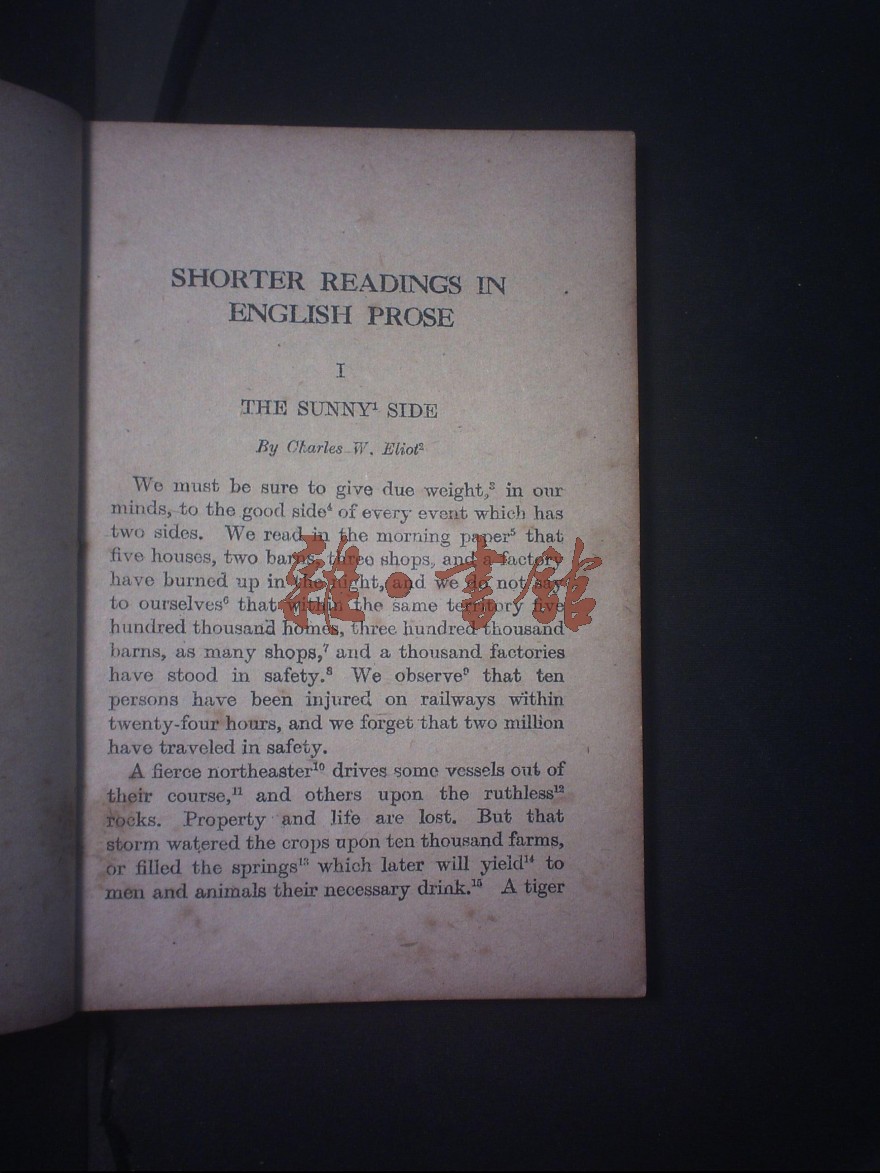 SHORTER READINGS IN
ENGLISH PROSE
I
THE SUNNY¹ SIDE
By Charles W. Eliot²
We must be sure to give due weight,³ in our
minds, to the good side⁴ of every event which has
two sides. We read in the morning paper⁵ that
five houses, two barns, three shops, and a factory
have burned up in the night, and we do not say
to ourselves⁶ that within the same territory five
hundred thousand homes, three hundred thousand
barns, as many shops,⁷ and a thousand factories
have stood in safety.⁸ We observe⁹ that ten
persons have been injured on railways within
twenty-four hours, and we forget that two million
have traveled in safety.
A fierce northeaster¹⁰ drives some vessels out of
their course,¹¹ and others upon the ruthless¹²
rocks. Property and life are lost. But that
storm watered the crops upon ten thousand farms,
or filled the springs¹³ which later will yield¹⁴ to
men and animals their necessary drink.¹⁵ A tiger
雜·書館